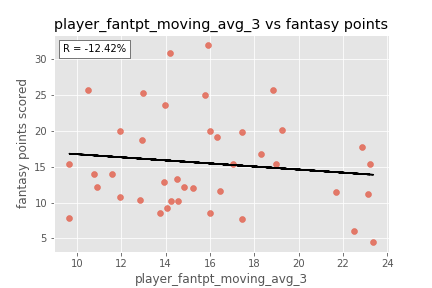 player_fantpt_moving_avg_3 vs fantasy points
R = -12.42%
30
25
20
15
10
5
fantasy points scored
10 12 14 16 18 20 22 24
player_fantpt_moving_avg_3